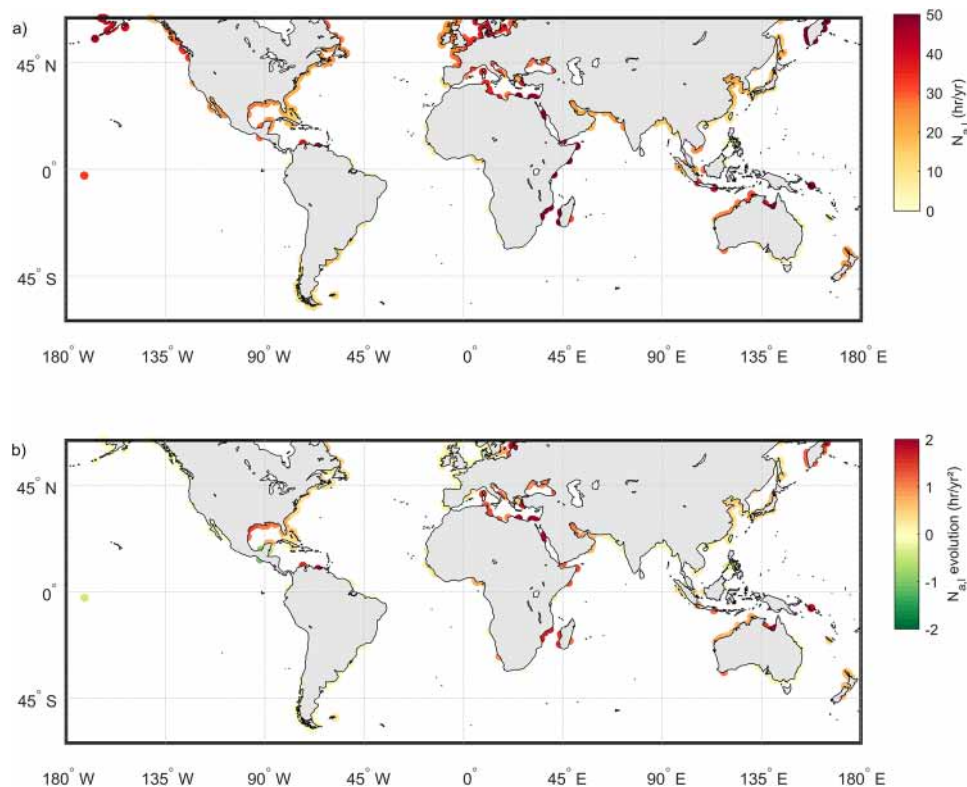 a)
45° N
0°
45° S
180° W 135° W 90° W 45° W 0° 45° E 90° E 135° E 180° E
50
40
30
20
10
0
N_a,l (hr/yr)
b)
45° N
0°
45° S
180° W 135° W 90° W 45° W 0° 45° E 90° E 135° E 180° E
2
1
0
-1
-2
N_a,l evolution (hr/yr²)